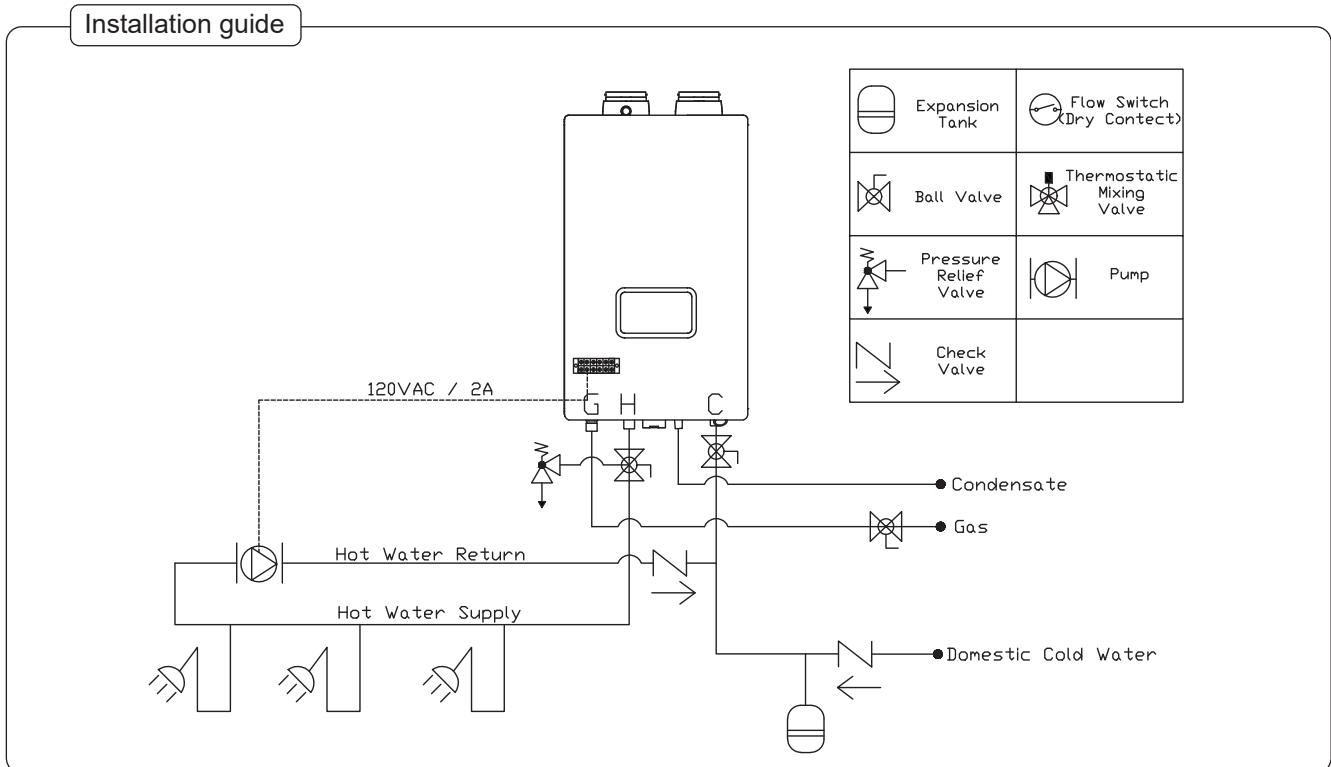 Installation guide
Expansion
Tank
Flow Switch
(Dry Contect)
Ball Valve
Thermostatic
Mixing
Valve
Pressure
Relief
Valve
Pump
Check
Valve
120VAC / 2A
G H C
Condensate
Gas
Hot Water Return
Hot Water Supply
Domestic Cold Water